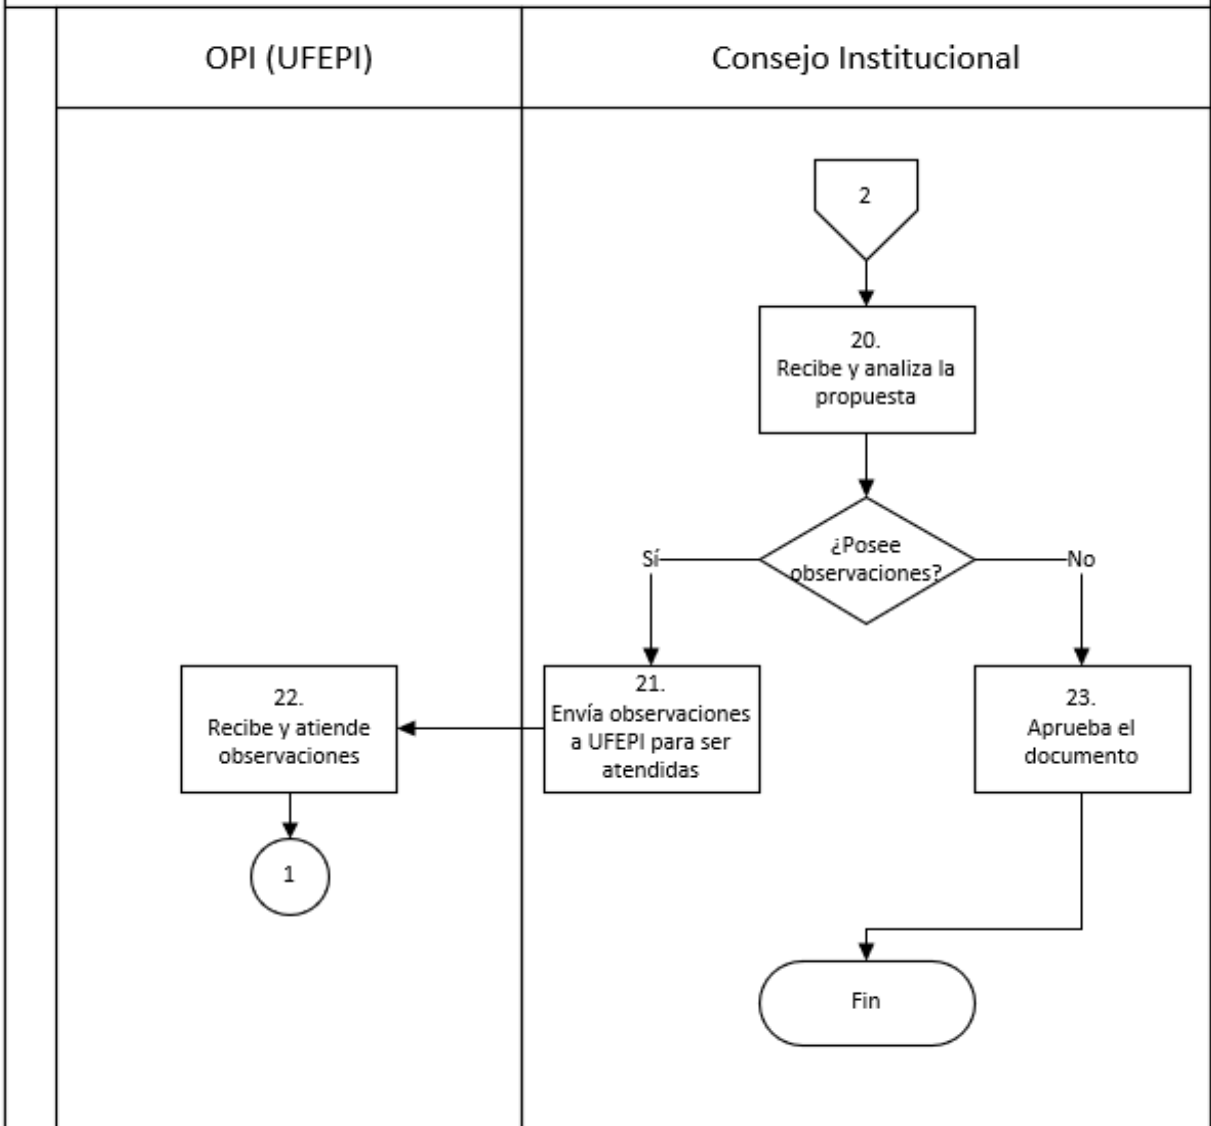 OPI (UFEPI)
Consejo Institucional
2
20.
Recibe y analiza la
propuesta
¿Posee
observaciones?
Sí
No
21.
Envía observaciones
a UFEPI para ser
atendidas
22.
Recibe y atiende
observaciones
1
23.
Aprueba el
documento
Fin